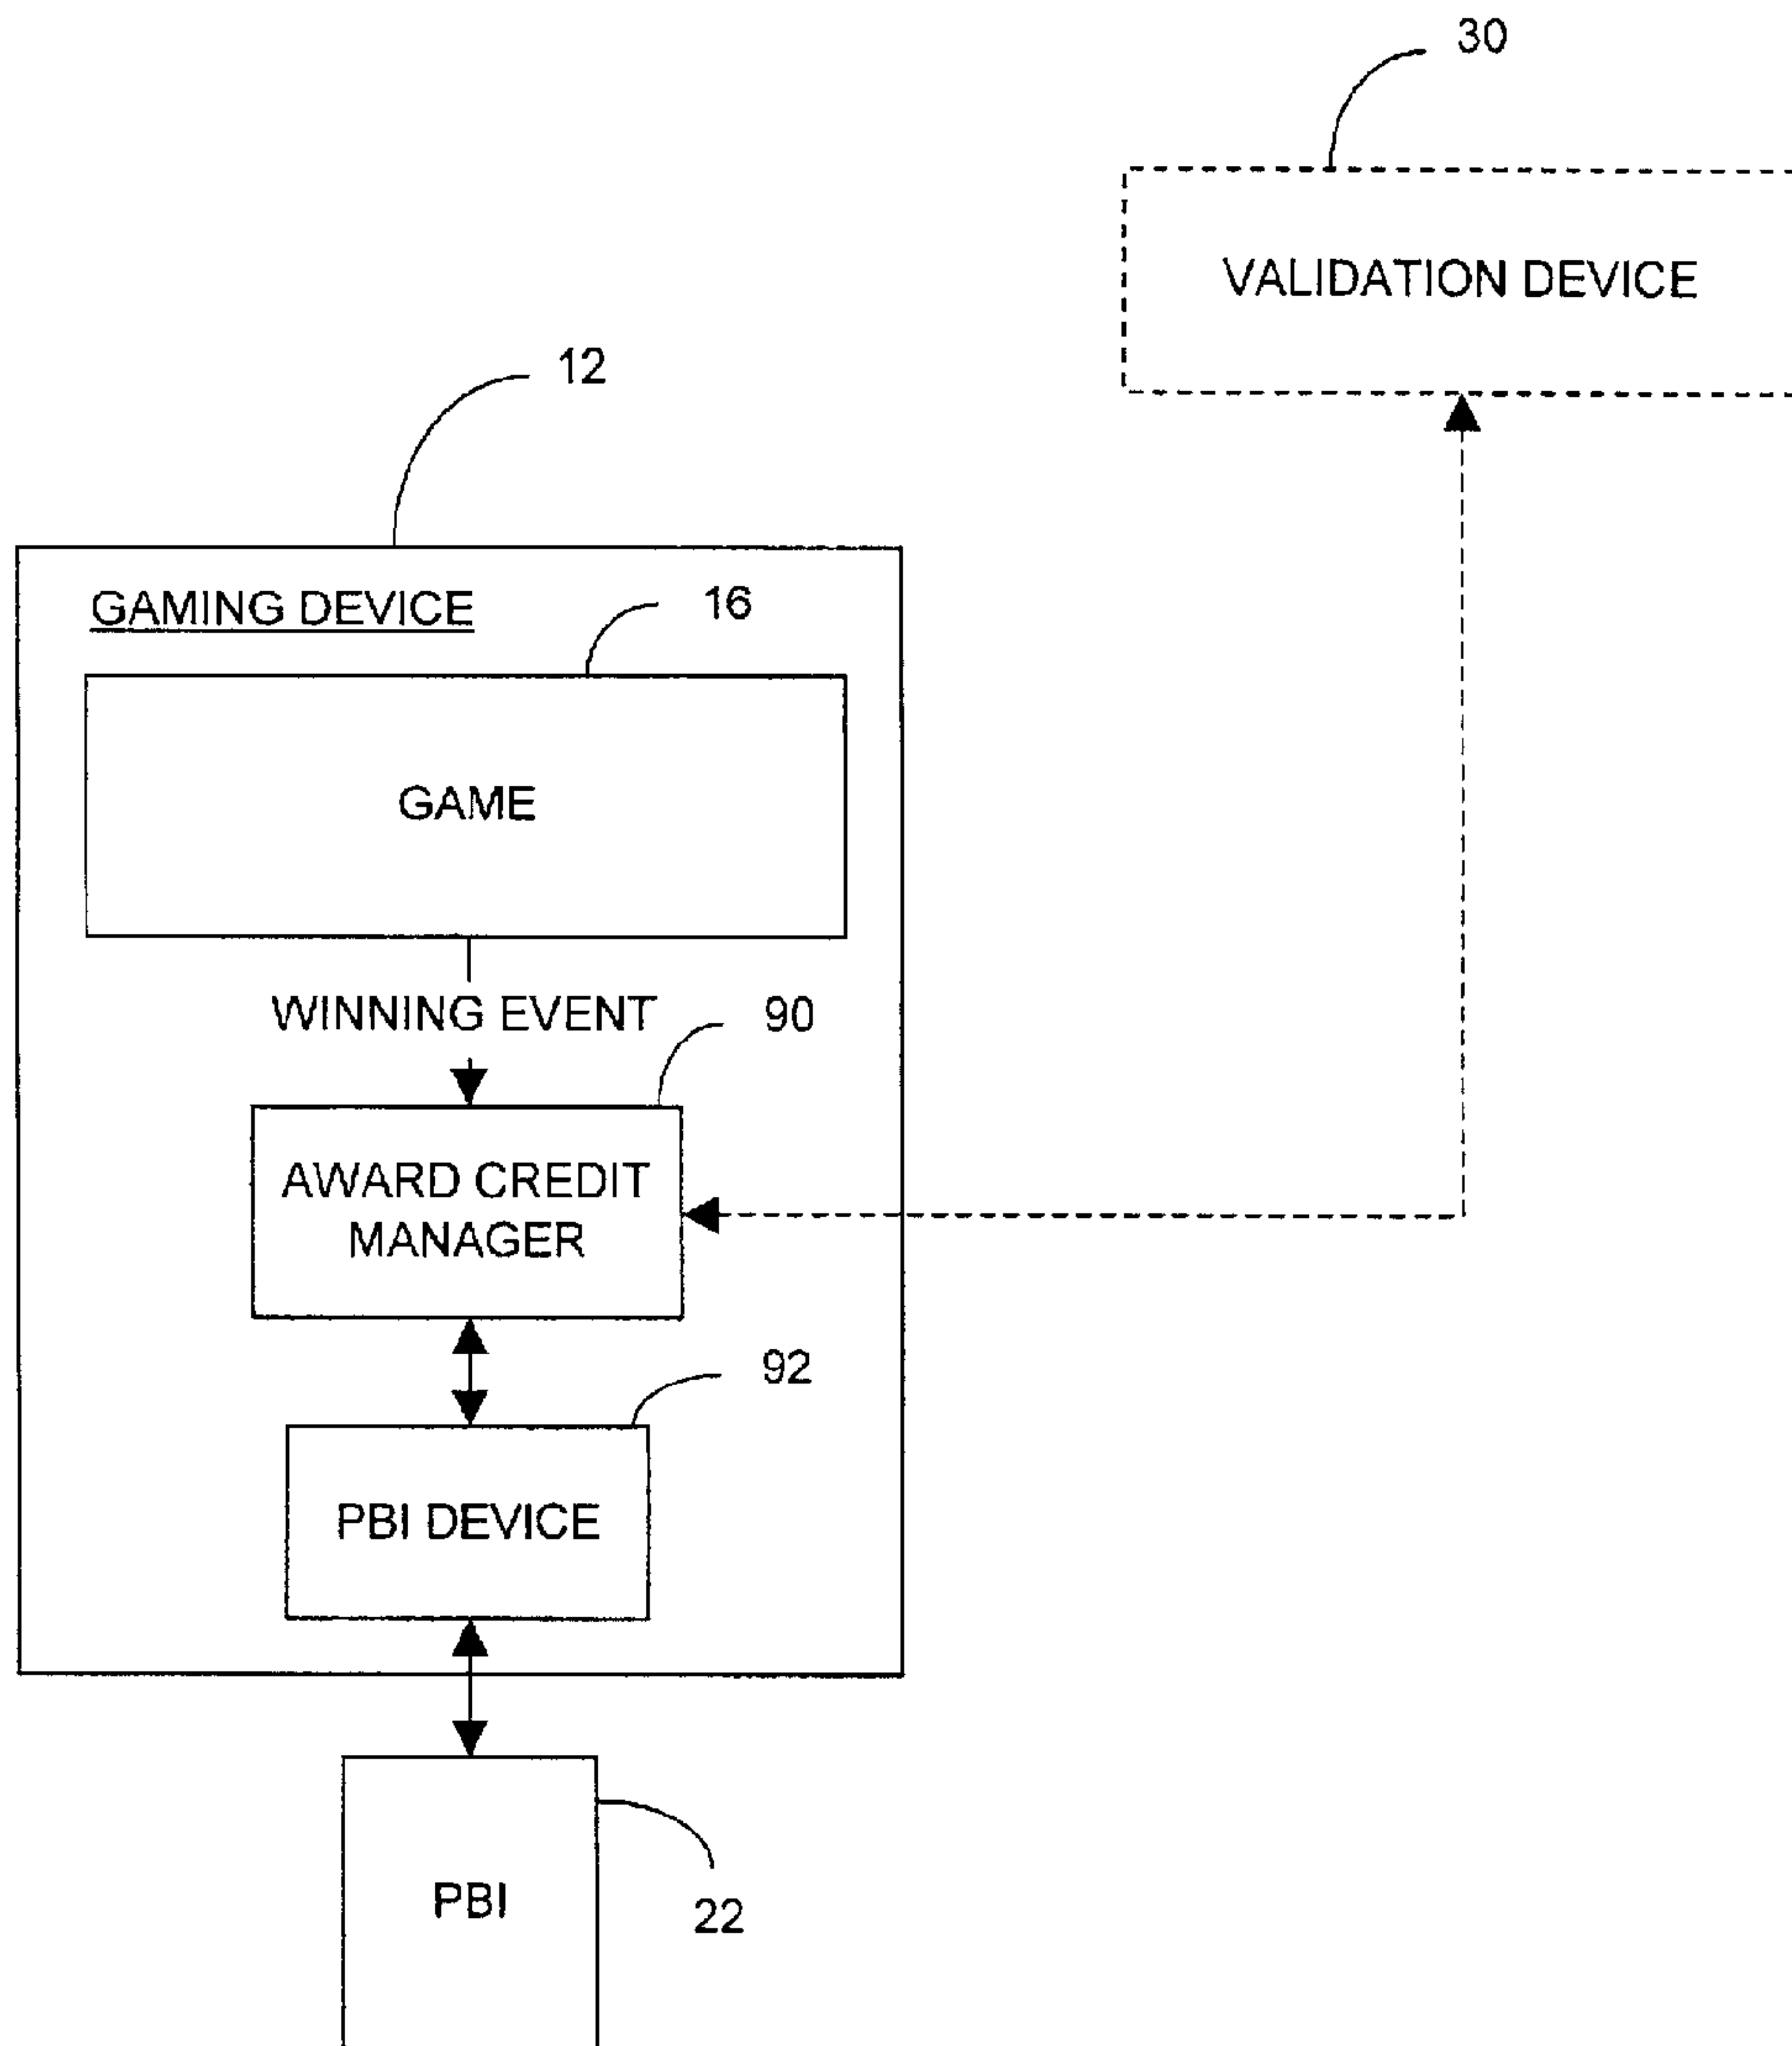 30
VALIDATION DEVICE
12
GAMING DEVICE
16
GAME
WINNING EVENT
90
AWARD CREDIT
MANAGER
92
PBI DEVICE
PBI
22